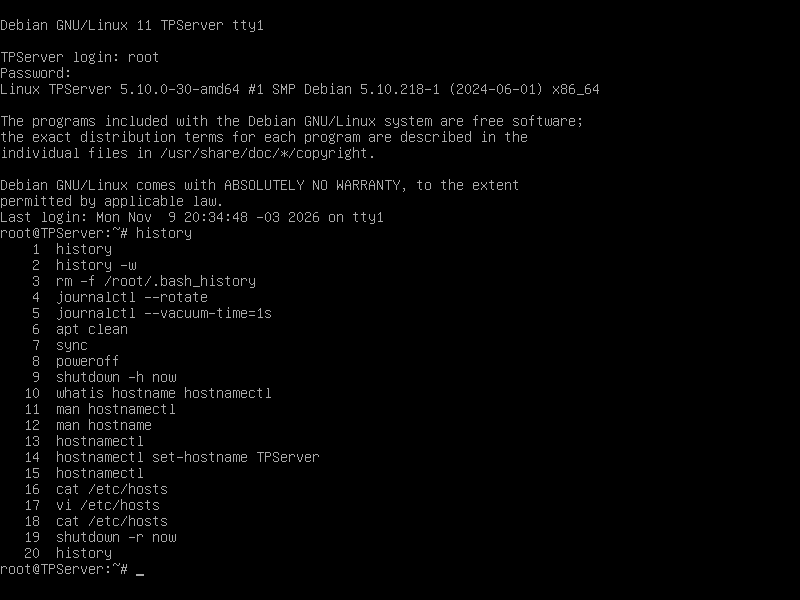 Debian GNU/Linux 11 TPServer tty1
TPServer login: root
Password:
Linux TPServer 5.10.0-30-amd64 #1 SMP Debian 5.10.218-1 (2024-06-01) x86_64
The programs included with the Debian GNU/Linux system are free software;
the exact distribution terms for each program are described in the
individual files in /usr/share/doc/*/copyright.
Debian GNU/Linux comes with ABSOLUTELY NO WARRANTY, to the extent
permitted by applicable law.
Last login: Mon Nov  9 20:34:48 -03 2026 on tty1
root@TPServer:~# history
    1  history
    2  history -w
    3  rm -f /root/.bash_history
    4  journalctl --rotate
    5  journalctl --vacuum-time=1s
    6  apt clean
    7  sync
    8  poweroff
    9  shutdown -h now
   10  whatis hostname hostnamectl
   11  man hostnamectl
   12  man hostname
   13  hostnamectl
   14  hostnamectl set-hostname TPServer
   15  hostnamectl
   16  cat /etc/hosts
   17  vi /etc/hosts
   18  cat /etc/hosts
   19  shutdown -r now
   20  history
root@TPServer:~# _